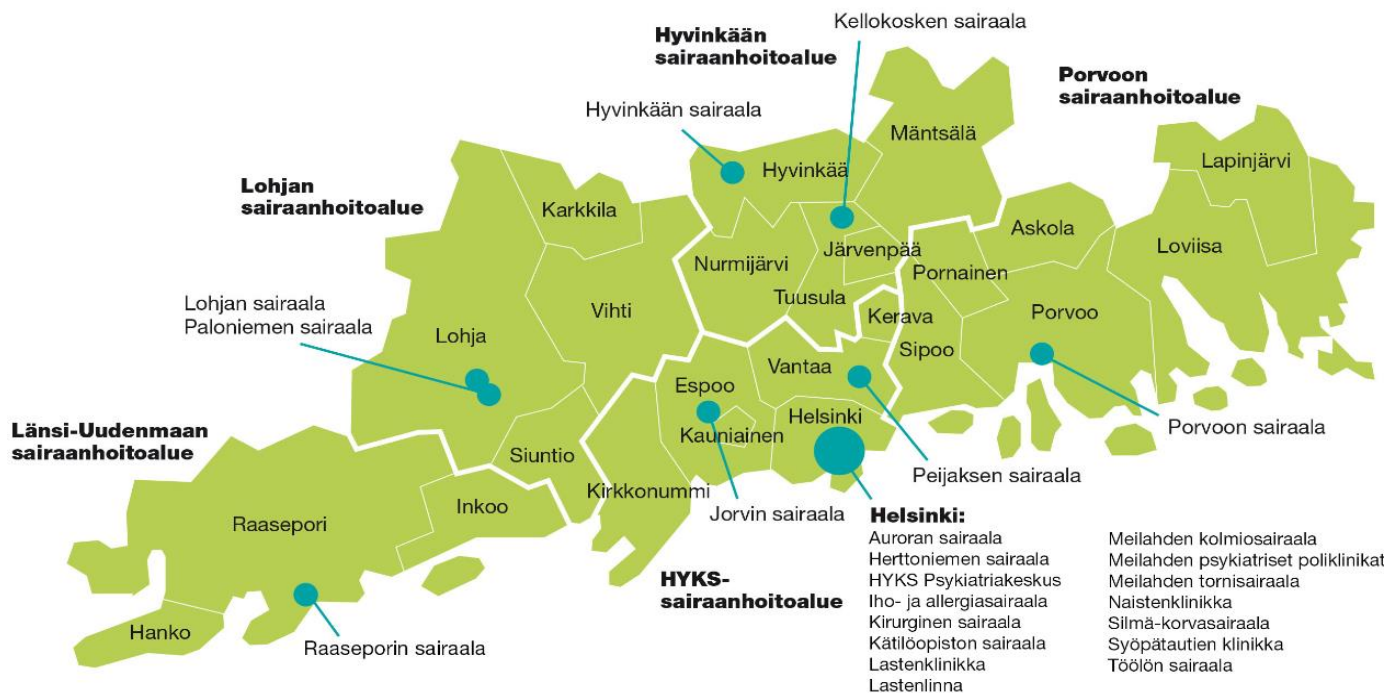 Kellokosken sairaala
Hyvinkään
sairaanhoitoalue
Porvoon
sairaanhoitoalue
Hyvinkään sairaala
Mäntsälä
Lapinjärvi
Hyvinkää
Lohjan
sairaanhoitoalue
Karkkila
Askola
Loviisa
Järvenpää
Nurmijärvi
Pornainen
Tuusula
Lohjan sairaala
Paloniemen sairaala
Vihti
Kerava
Porvoo
Lohja
Sipoo
Vantaa
Espoo
Helsinki
Länsi-Uudenmaan
sairaanhoitoalue
Kauniainen
Porvoon sairaala
Siuntio
Peijaksen sairaala
Kirkkonummi
Inkoo
Raasepori
Jorvin sairaala
HYKS-
sairaanhoitoalue
Hanko
Raaseporin sairaala
Helsinki:
Auroran sairaala
Herttoniemen sairaala
HYKS Psykiatriakeskus
Iho- ja allergiasairaala
Kirurginen sairaala
Kätilöopiston sairaala
Lastenklinikka
Lastenlinna
Meilahden kolmiosairaala
Meilahden psykiatriset poliklinikat
Meilahden tornisairaala
Naistenklinikka
Silmä-korvasairaala
Syöpätautien klinikka
Töölön sairaala